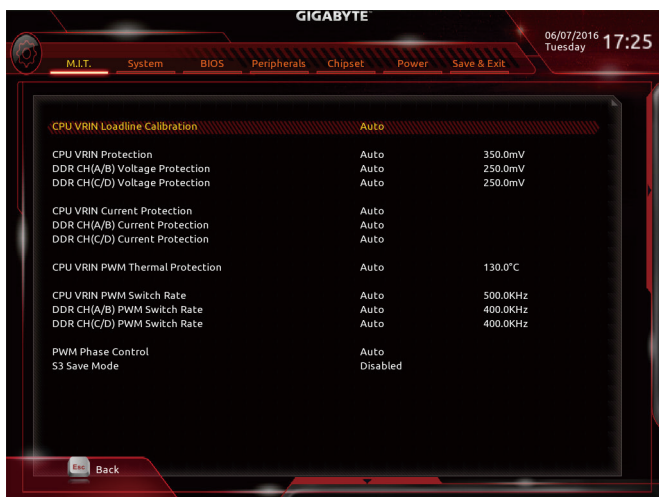 GIGABYTE
06/07/2016 Tuesday 17:25
M.I.T. System BIOS Peripherals Chipset Power Save & Exit
CPU VRIN Loadline Calibration Auto
CPU VRIN Protection Auto 350.0mV
DDR CH(A/B) Voltage Protection Auto 250.0mV
DDR CH(C/D) Voltage Protection Auto 250.0mV
CPU VRIN Current Protection Auto
DDR CH(A/B) Current Protection Auto
DDR CH(C/D) Current Protection Auto
CPU VRIN PWM Thermal Protection Auto 130.0°C
CPU VRIN PWM Switch Rate Auto 500.0KHz
DDR CH(A/B) PWM Switch Rate Auto 400.0KHz
DDR CH(C/D) PWM Switch Rate Auto 400.0KHz
PWM Phase Control Auto
S3 Save Mode Disabled
Esc Back